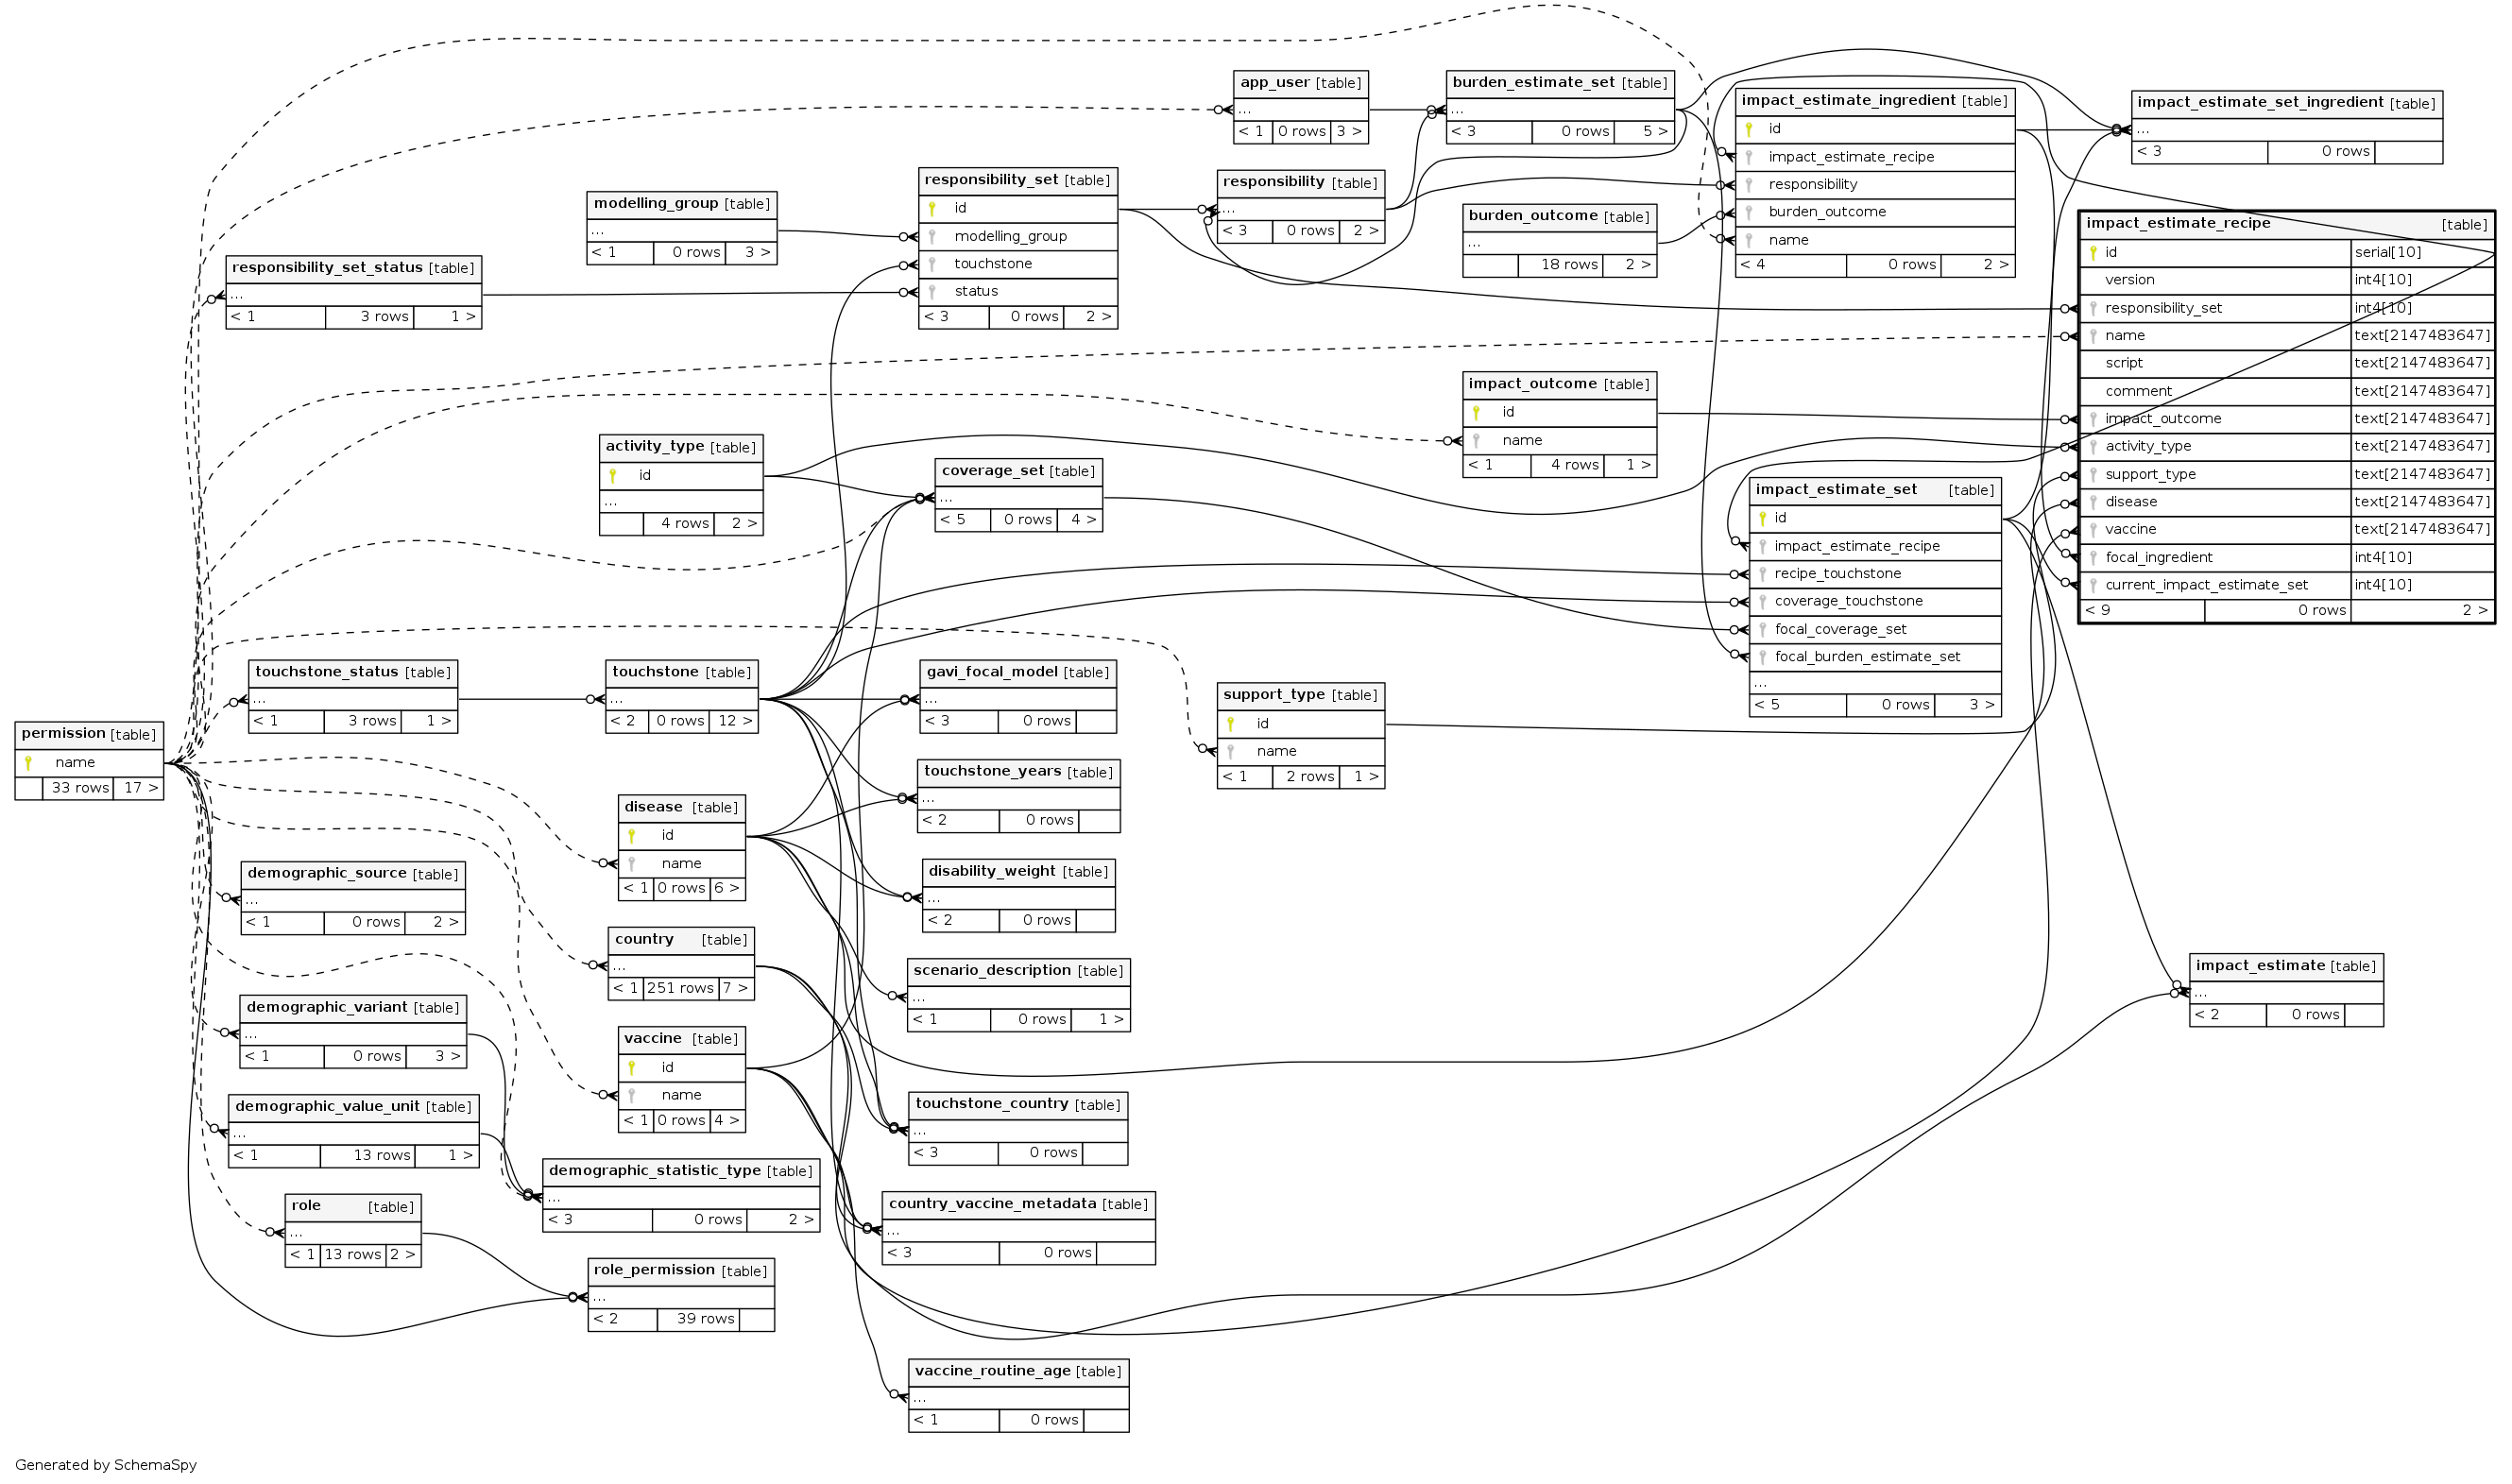 app_user [table]
...
< 1 0 rows 3 >
burden_estimate_set [table]
...
< 3 0 rows 5 >
impact_estimate_ingredient [table]
id
impact_estimate_recipe
responsibility
burden_outcome
name
< 4 0 rows 2 >
impact_estimate_set_ingredient [table]
...
< 3 0 rows
responsibility_set [table]
id
modelling_group
touchstone
status
< 3 0 rows 2 >
responsibility [table]
...
< 3 0 rows 2 >
modelling_group [table]
...
< 1 0 rows 3 >
burden_outcome [table]
...
18 rows 2 >
responsibility_set_status [table]
...
< 1 3 rows 1 >
impact_estimate_recipe [table]
id serial[10]
version int4[10]
responsibility_set int4[10]
name text[2147483647]
script text[2147483647]
comment text[2147483647]
impact_outcome text[2147483647]
activity_type text[2147483647]
support_type text[2147483647]
disease text[2147483647]
vaccine text[2147483647]
focal_ingredient int4[10]
current_impact_estimate_set int4[10]
< 9 0 rows 2 >
impact_outcome [table]
id
name
< 1 4 rows 1 >
activity_type [table]
id
...
4 rows 2 >
coverage_set [table]
...
< 5 0 rows 4 >
impact_estimate_set [table]
id
impact_estimate_recipe
recipe_touchstone
coverage_touchstone
focal_coverage_set
focal_burden_estimate_set
...
< 5 0 rows 3 >
touchstone_status [table]
...
< 1 3 rows 1 >
touchstone [table]
...
< 2 0 rows 12 >
gavi_focal_model [table]
...
< 3 0 rows
support_type [table]
id
name
< 1 2 rows 1 >
permission [table]
name
33 rows 17 >
touchstone_years [table]
...
< 2 0 rows
disease [table]
id
name
< 1 0 rows 6 >
demographic_source [table]
...
< 1 0 rows 2 >
disability_weight [table]
...
< 2 0 rows
country [table]
...
< 1 251 rows 7 >
scenario_description [table]
...
< 1 0 rows 1 >
impact_estimate [table]
...
< 2 0 rows
demographic_variant [table]
...
< 1 0 rows 3 >
vaccine [table]
id
name
< 1 0 rows 4 >
demographic_value_unit [table]
...
< 1 13 rows 1 >
touchstone_country [table]
...
< 3 0 rows
demographic_statistic_type [table]
...
< 3 0 rows 2 >
role [table]
...
< 1 13 rows 2 >
country_vaccine_metadata [table]
...
< 3 0 rows
role_permission [table]
...
< 2 39 rows
vaccine_routine_age [table]
...
< 1 0 rows
Generated by SchemaSpy